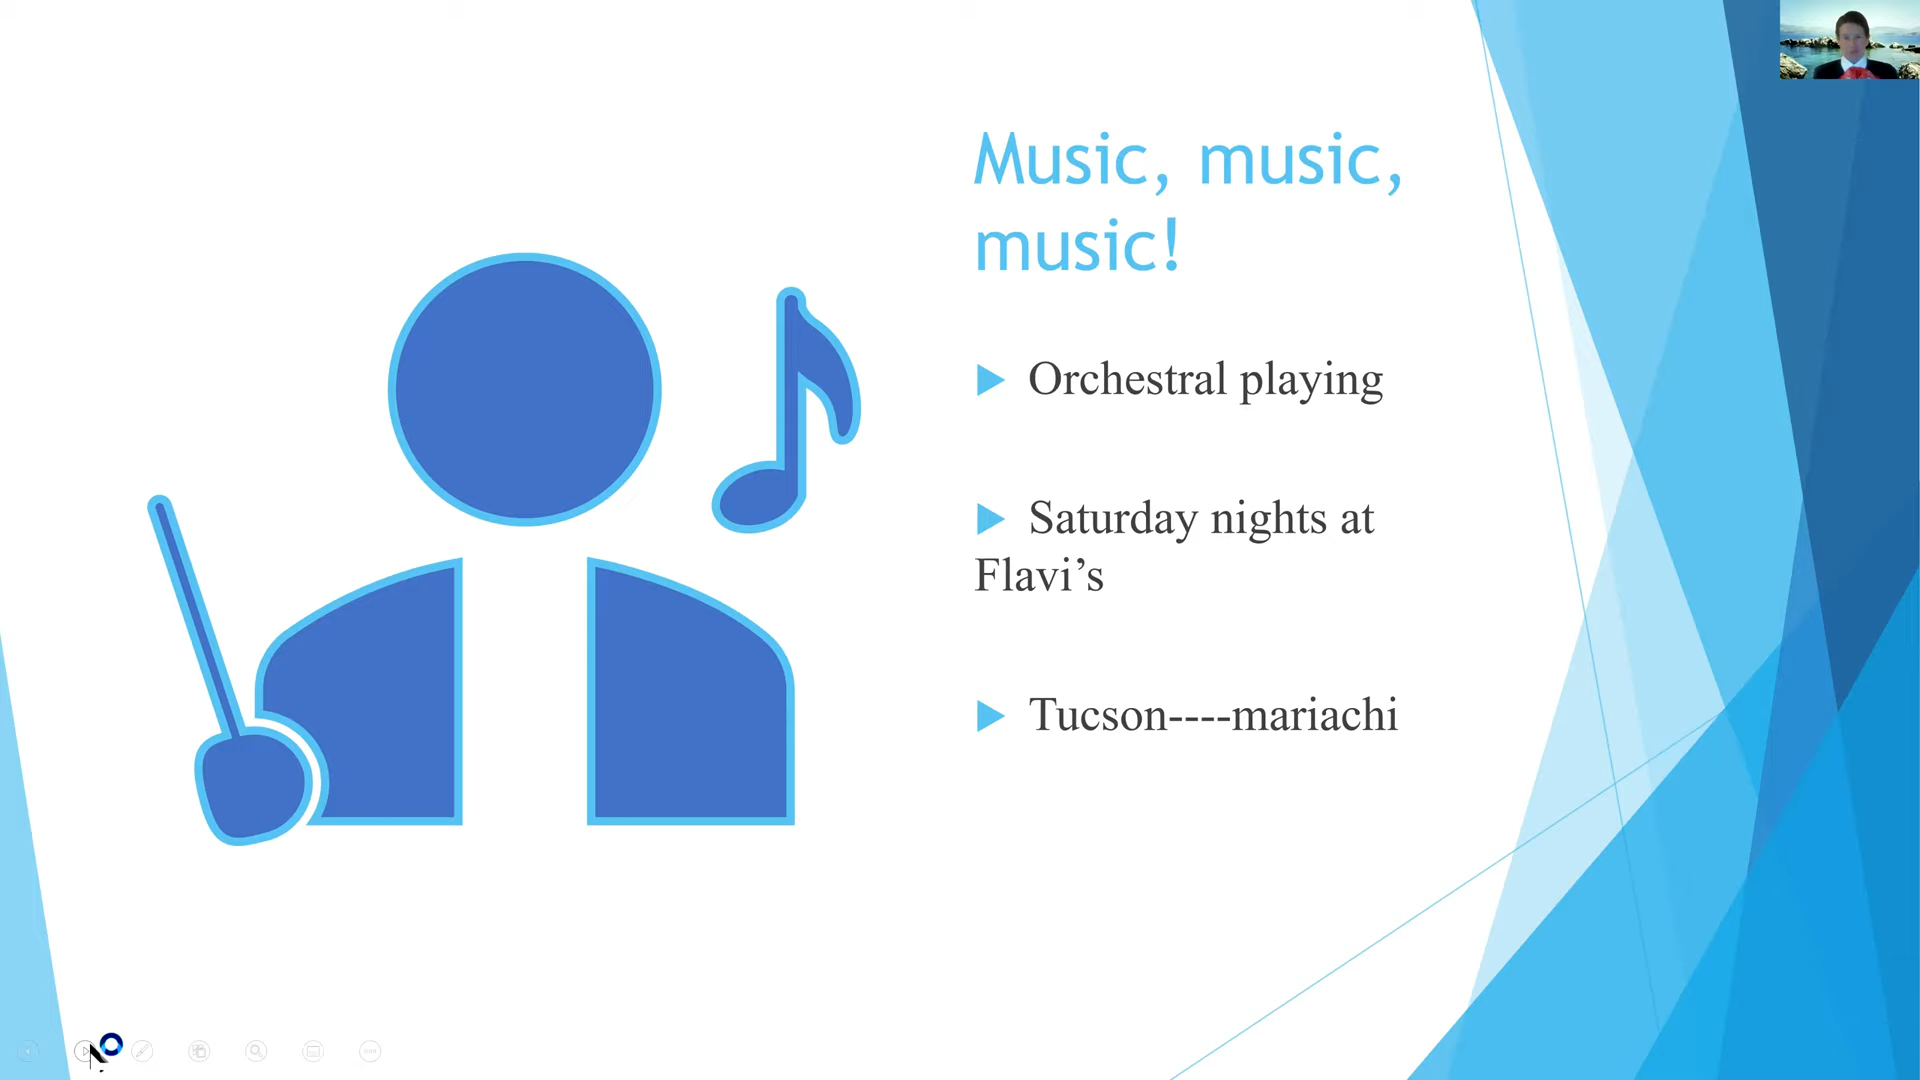 Music, music,
music!
Orchestral playing
Saturday nights at
Flavi’s
Tucson----mariachi